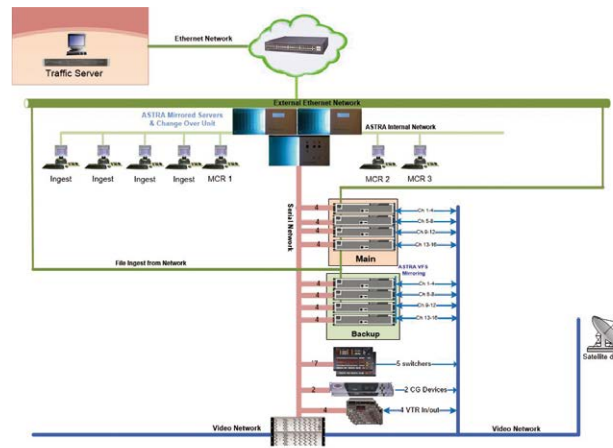 Ethernet Network
Traffic Server
External Ethernet Network
ASTRA Mirrored Servers
& Change Over Unit
ASTRA Internal Network
Ingest
Ingest
Ingest
Ingest
MCR 1
MCR 2
MCR 3
Serial Network
4
Ch 1-4
4
Ch 5-8
4
Ch 9-12
4
Ch 13-16
Main
File Ingest from Network
ASTRA VFS
Mirroring
4
Ch 1-4
4
Ch 5-8
4
Ch 9-12
4
Ch 13-16
Backup
5 switchers
Satellite d
2
2 CG Devices
4
4 VTR In/out
Video Network
Video Network